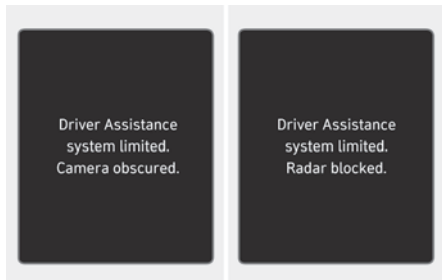 Driver Assistance
system limited.
Camera obscured.
Driver Assistance
system limited.
Radar blocked.